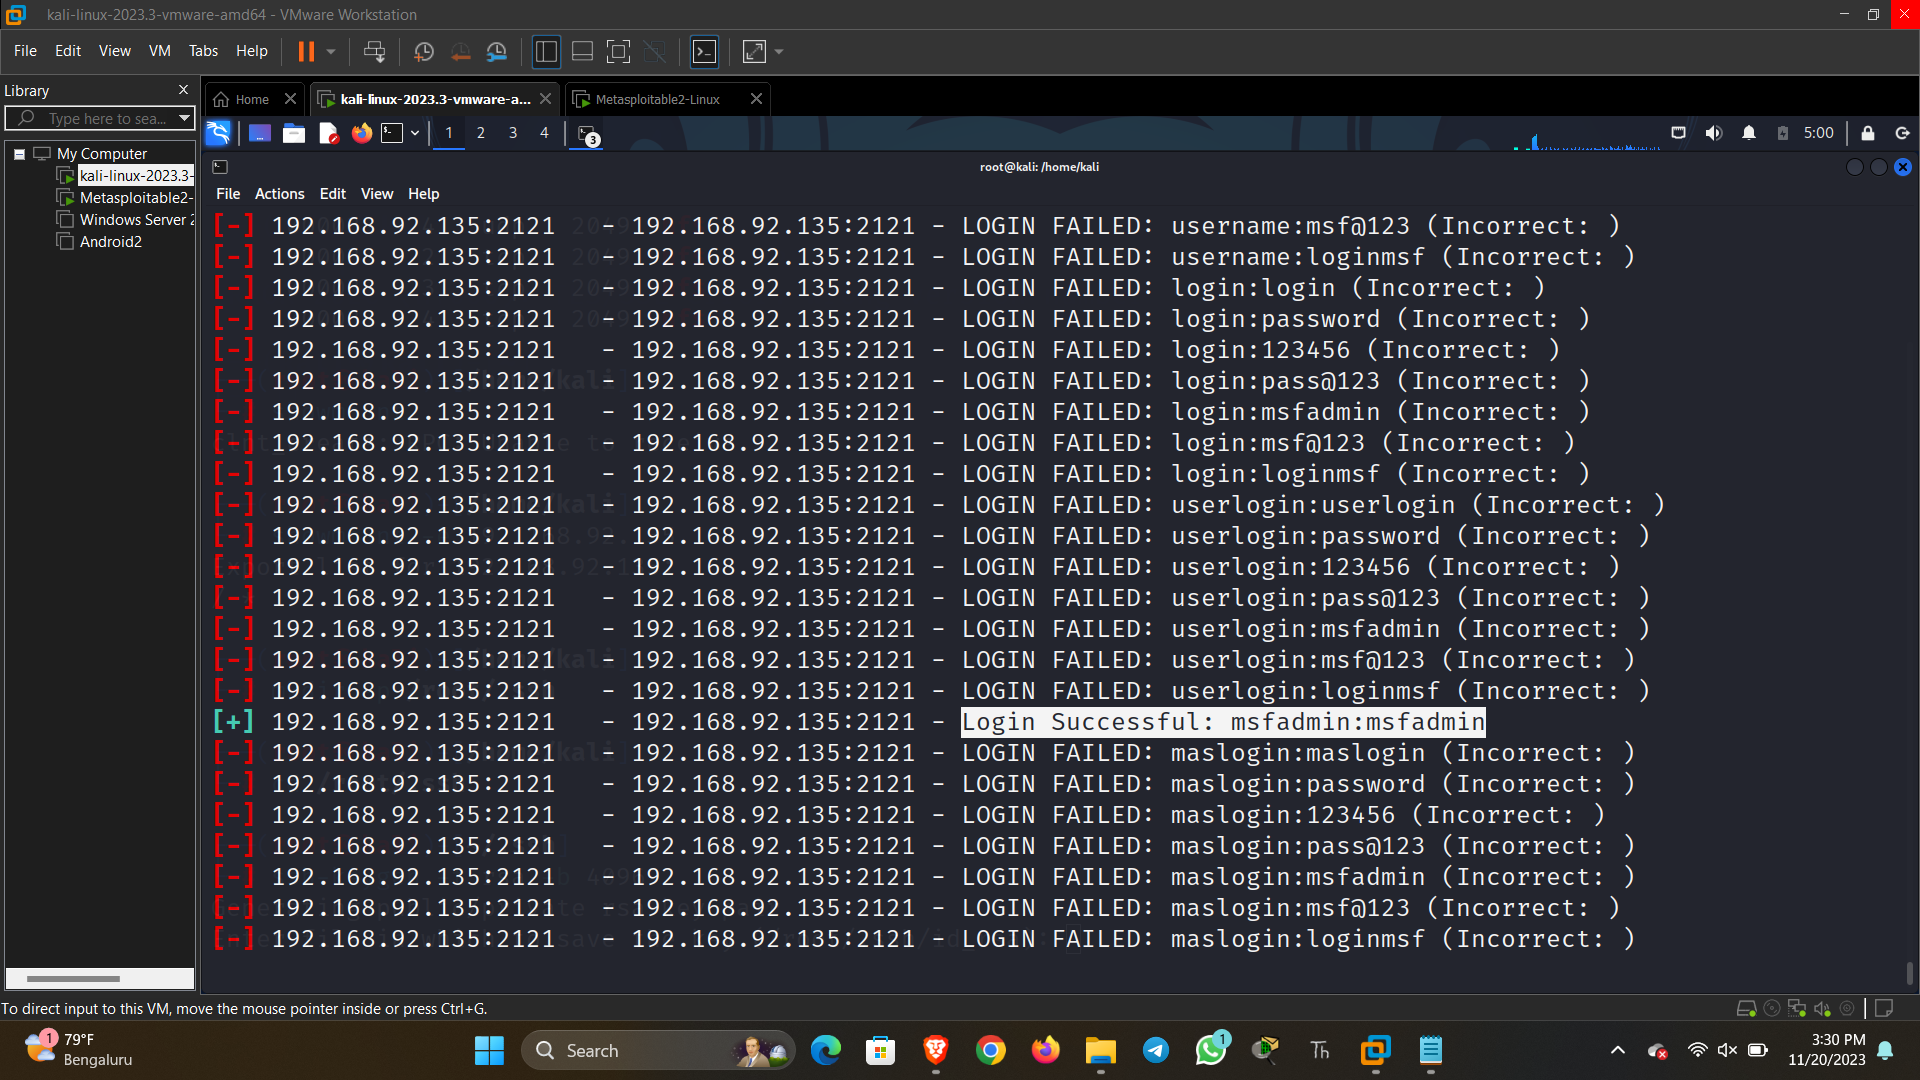 kali-linux-2023.3-vmware-amd64 - VMware Workstation
File Edit View VM Tabs Help
Library
Type here to sea...
My Computer
kali-linux-2023.3-
Metasploitable2-
Windows Server 2
Android2
Home
kali-linux-2023.3-vmware-a...
Metasploitable2-Linux
1 2 3 4 3 5:00
root@kali: /home/kali
File Actions Edit View Help
[-] 192.168.92.135:2121 - 192.168.92.135:2121 - LOGIN FAILED: username:msf@123 (Incorrect: )
[-] 192.168.92.135:2121 - 192.168.92.135:2121 - LOGIN FAILED: username:loginmsf (Incorrect: )
[-] 192.168.92.135:2121 - 192.168.92.135:2121 - LOGIN FAILED: login:login (Incorrect: )
[-] 192.168.92.135:2121 - 192.168.92.135:2121 - LOGIN FAILED: login:password (Incorrect: )
[-] 192.168.92.135:2121 - 192.168.92.135:2121 - LOGIN FAILED: login:123456 (Incorrect: )
[-] 192.168.92.135:2121 - 192.168.92.135:2121 - LOGIN FAILED: login:pass@123 (Incorrect: )
[-] 192.168.92.135:2121 - 192.168.92.135:2121 - LOGIN FAILED: login:msfadmin (Incorrect: )
[-] 192.168.92.135:2121 - 192.168.92.135:2121 - LOGIN FAILED: login:msf@123 (Incorrect: )
[-] 192.168.92.135:2121 - 192.168.92.135:2121 - LOGIN FAILED: login:loginmsf (Incorrect: )
[-] 192.168.92.135:2121 - 192.168.92.135:2121 - LOGIN FAILED: userlogin:userlogin (Incorrect: )
[-] 192.168.92.135:2121 - 192.168.92.135:2121 - LOGIN FAILED: userlogin:password (Incorrect: )
[-] 192.168.92.135:2121 - 192.168.92.135:2121 - LOGIN FAILED: userlogin:123456 (Incorrect: )
[-] 192.168.92.135:2121 - 192.168.92.135:2121 - LOGIN FAILED: userlogin:pass@123 (Incorrect: )
[-] 192.168.92.135:2121 - 192.168.92.135:2121 - LOGIN FAILED: userlogin:msfadmin (Incorrect: )
[-] 192.168.92.135:2121 - 192.168.92.135:2121 - LOGIN FAILED: userlogin:msf@123 (Incorrect: )
[-] 192.168.92.135:2121 - 192.168.92.135:2121 - LOGIN FAILED: userlogin:loginmsf (Incorrect: )
[+] 192.168.92.135:2121 - 192.168.92.135:2121 - Login Successful: msfadmin:msfadmin
[-] 192.168.92.135:2121 - 192.168.92.135:2121 - LOGIN FAILED: maslogin:maslogin (Incorrect: )
[-] 192.168.92.135:2121 - 192.168.92.135:2121 - LOGIN FAILED: maslogin:password (Incorrect: )
[-] 192.168.92.135:2121 - 192.168.92.135:2121 - LOGIN FAILED: maslogin:123456 (Incorrect: )
[-] 192.168.92.135:2121 - 192.168.92.135:2121 - LOGIN FAILED: maslogin:pass@123 (Incorrect: )
[-] 192.168.92.135:2121 - 192.168.92.135:2121 - LOGIN FAILED: maslogin:msfadmin (Incorrect: )
[-] 192.168.92.135:2121 - 192.168.92.135:2121 - LOGIN FAILED: maslogin:msf@123 (Incorrect: )
[-] 192.168.92.135:2121 - 192.168.92.135:2121 - LOGIN FAILED: maslogin:loginmsf (Incorrect: )
To direct input to this VM, move the mouse pointer inside or press Ctrl+G.
1
79°F
Bengaluru
Search
1
Th
3:30 PM
11/20/2023